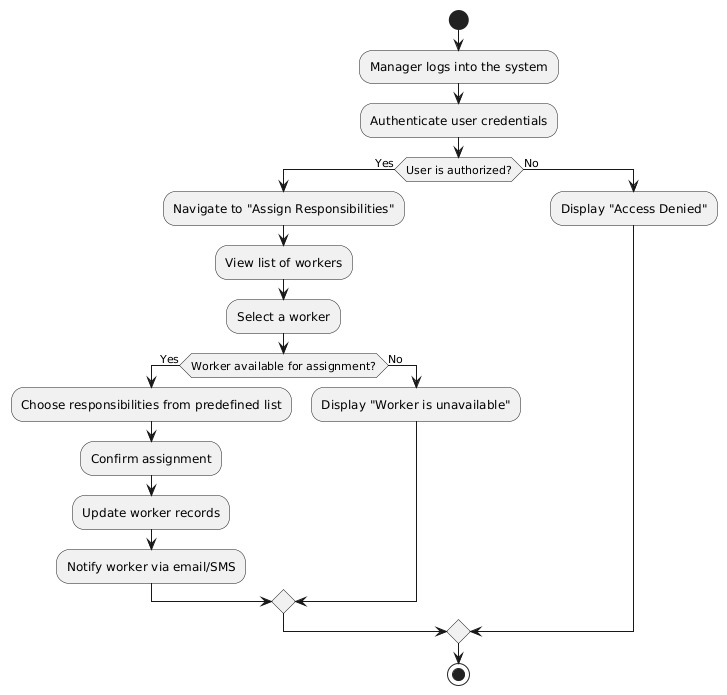 Manager logs into the system
Authenticate user credentials
Yes
User is authorized?
No
Navigate to "Assign Responsibilities"
Display "Access Denied"
View list of workers
Select a worker
Yes
Worker available for assignment?
No
Choose responsibilities from predefined list
Display "Worker is unavailable"
Confirm assignment
Update worker records
Notify worker via email/SMS